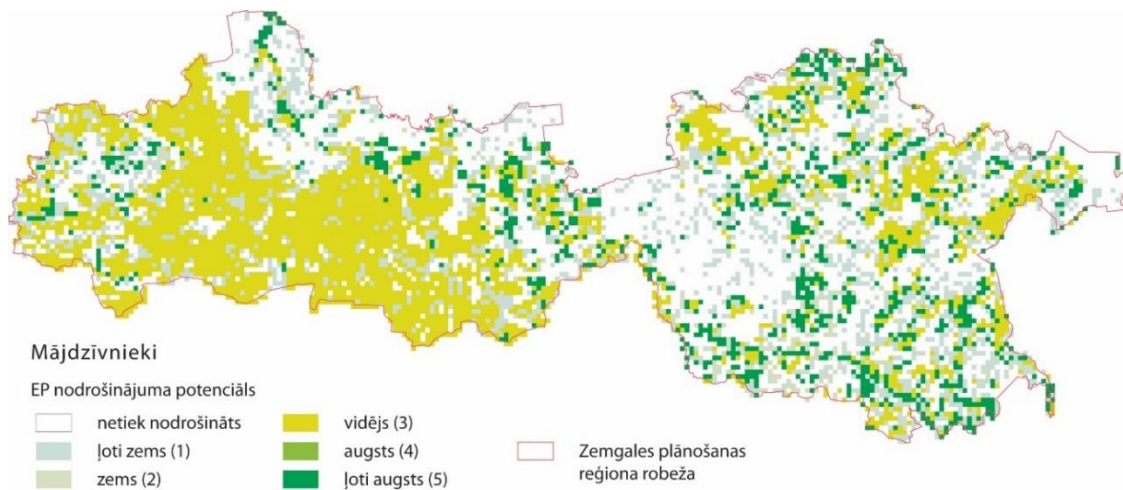 Mājdzīvnieki
EP nodrošinājuma potenciāls
netiek nodrošināts
ļoti zems (1)
zems (2)
vidējs (3)
augsts (4)
ļoti augsts (5)
Zemgales plānošanas
reģiona robeža